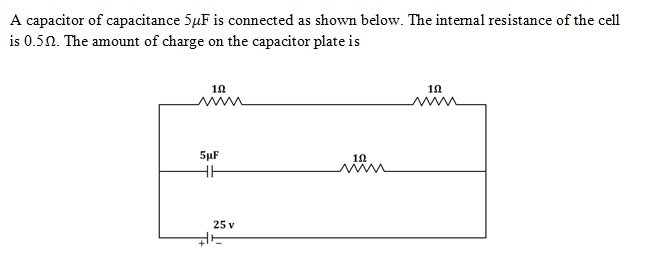 A capacitor of capacitance 5µF is connected as shown below. The internal resistance of the cell
is 0.5Ω. The amount of charge on the capacitor plate is
1Ω 1Ω
5µF 1Ω
25 v
+ −